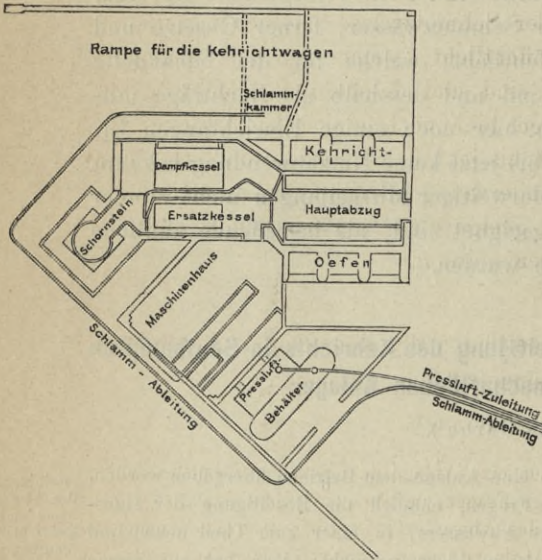 Rampe für die Kehrichtwagen
Schlamm-
kammer
Kehricht-
Dampfkessel
Schornstein
Ersatzkessel
Hauptabzug
Oefen
Maschinenhaus
Schlamm - Ableitung
Pressluft-
Behälter
Pressluft-Zuleitung
Schlamm-Ableitung